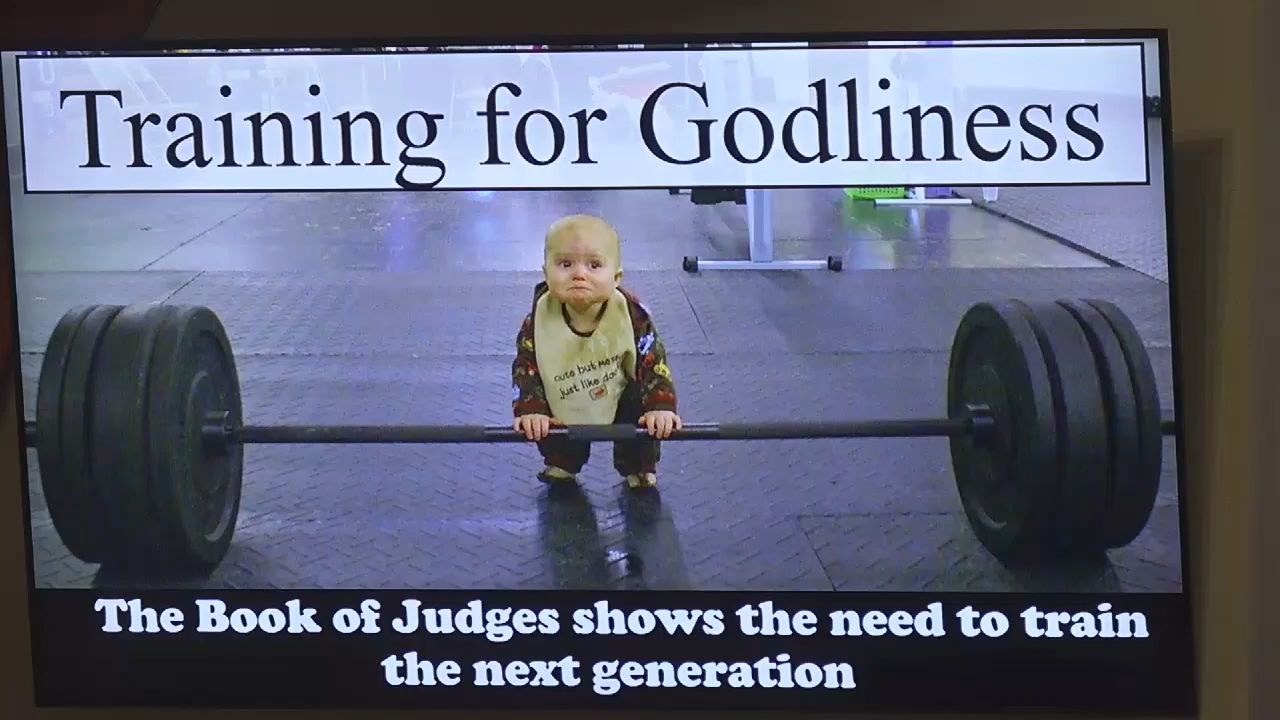 Training for Godliness
cute but me
just like dad
The Book of Judges shows the need to train
the next generation